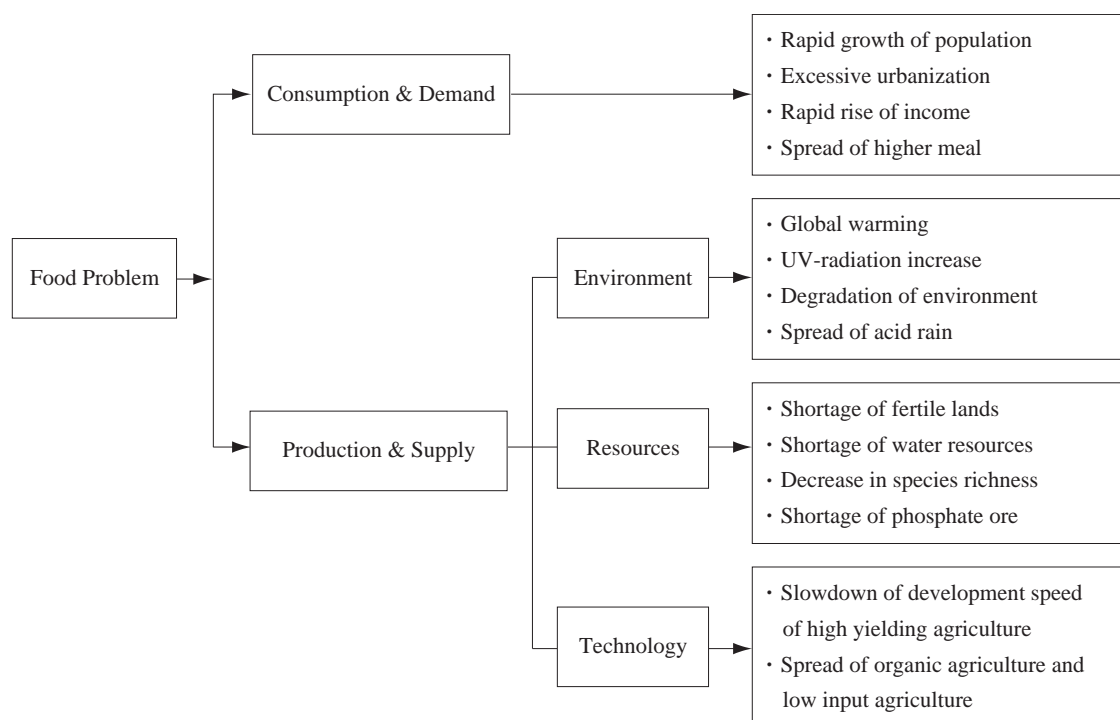 Food Problem
Consumption & Demand
・Rapid growth of population
・Excessive urbanization
・Rapid rise of income
・Spread of higher meal
Production & Supply
Environment
・Global warming
・UV-radiation increase
・Degradation of environment
・Spread of acid rain
Resources
・Shortage of fertile lands
・Shortage of water resources
・Decrease in species richness
・Shortage of phosphate ore
Technology
・Slowdown of development speed
of high yielding agriculture
・Spread of organic agriculture and
low input agriculture